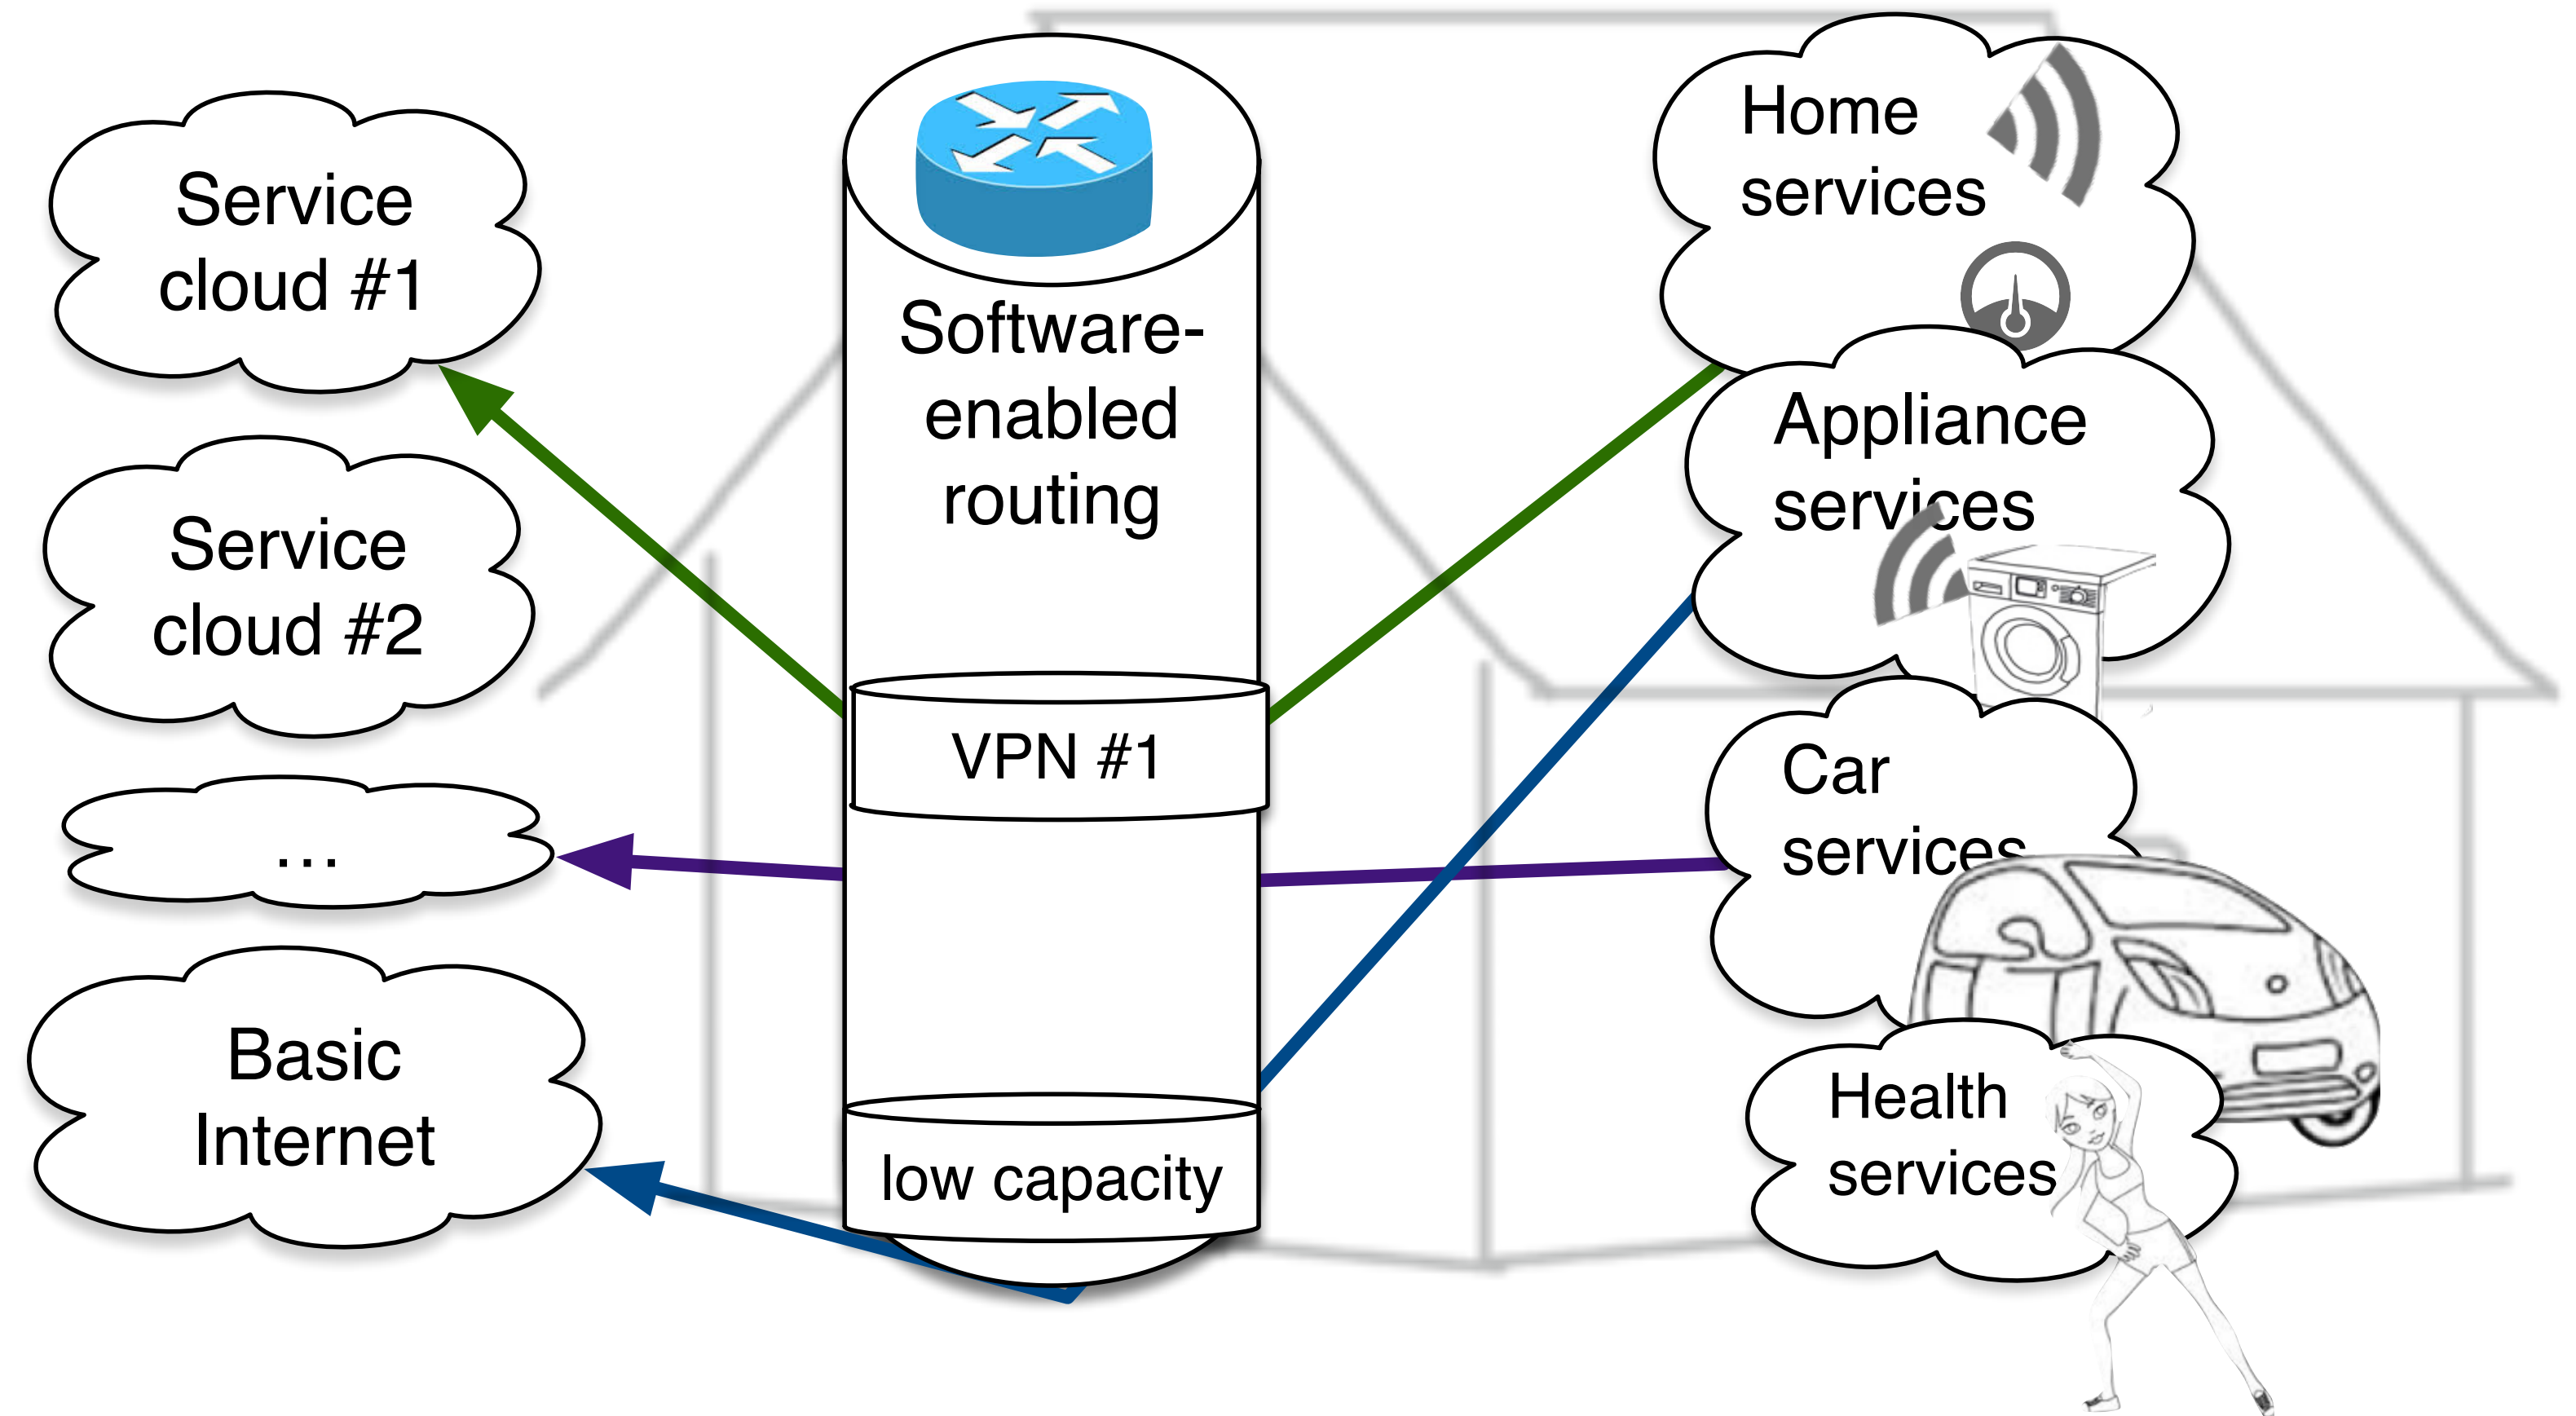 Service
cloud #1
Service
cloud #2
...
Basic
Internet
Software-
enabled
routing
VPN #1
low capacity
Home
services
Appliance
services
Car
services
Health
services